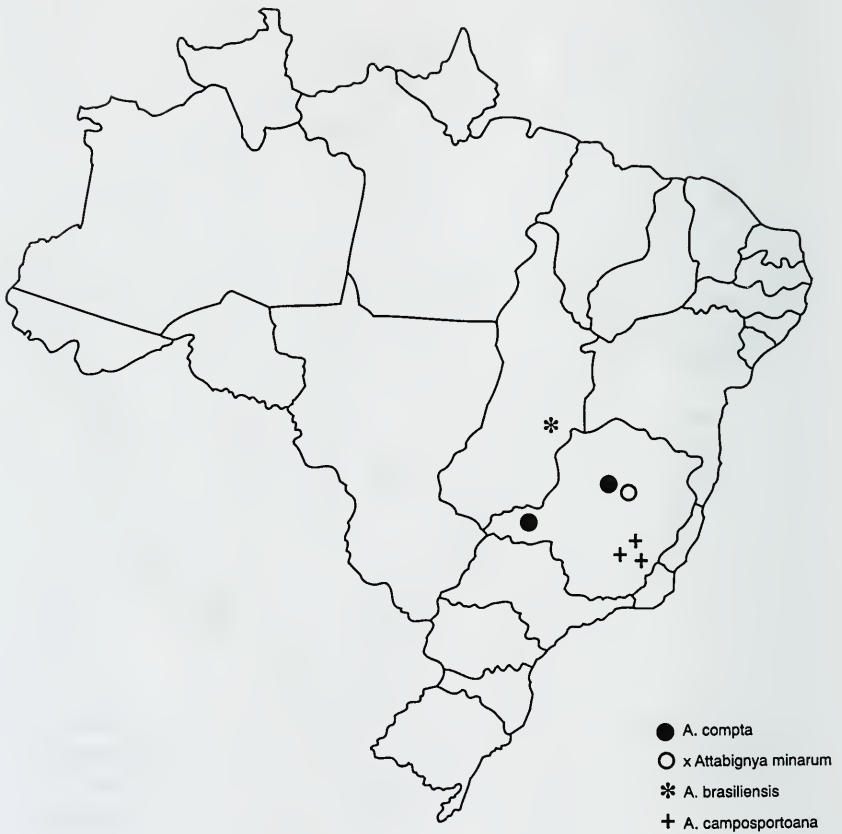 A. compta
x Attabignya minarum
A. brasiliensis
A. camposportoana